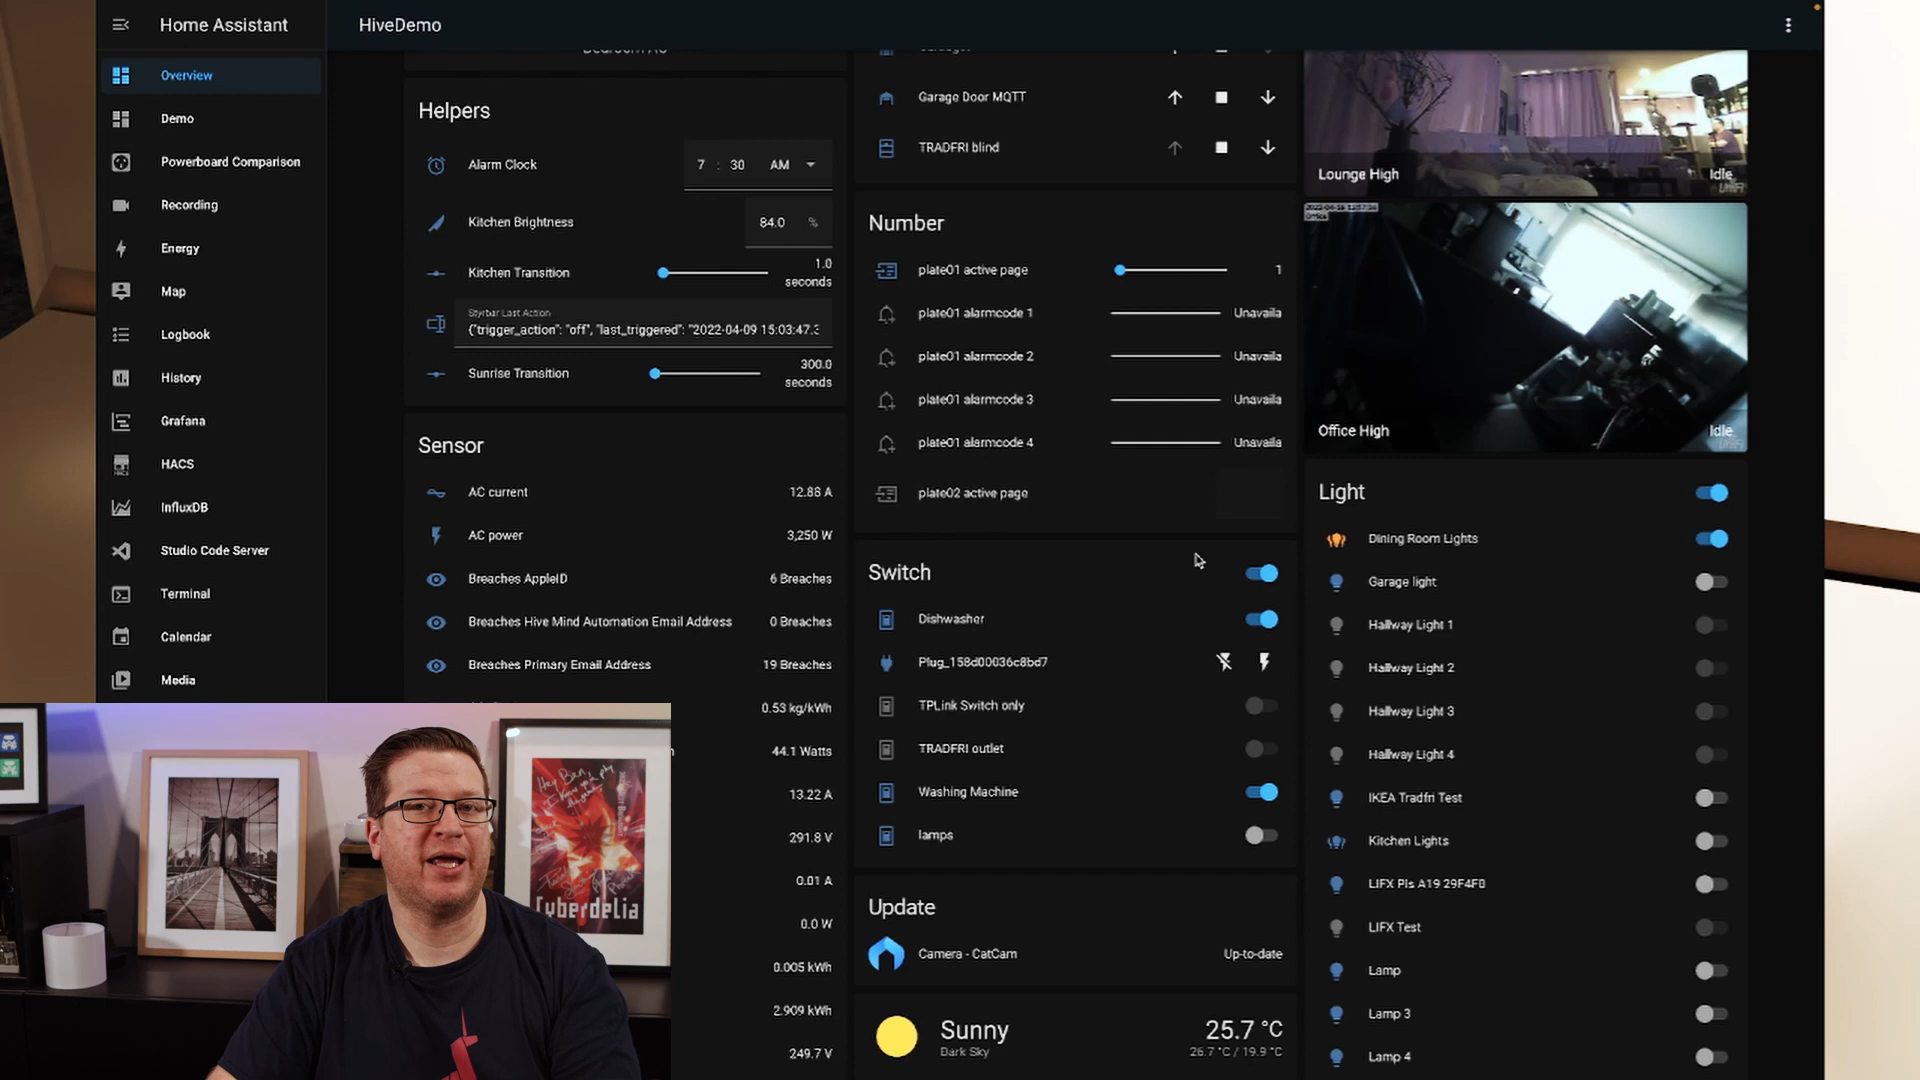 Home Assistant
HiveDemo
Overview
Demo
Powerboard Comparison
Recording
Energy
Map
Logbook
History
Grafana
HACS
InfluxDB
Studio Code Server
Terminal
Calendar
Media
Bedroom AC
Helpers
Alarm Clock
7 : 30 AM
Kitchen Brightness
84.0 %
Kitchen Transition
1.0 seconds
Styrbar Last Action
{"trigger_action": "off", "last_triggered": "2022-04-09 15:03:47.3
Sunrise Transition
300.0 seconds
Sensor
AC current 12.88 A
AC power 3,250 W
Breaches AppleID 6 Breaches
Breaches Hive Mind Automation Email Address 0 Breaches
Breaches Primary Email Address 19 Breaches
0.53 kg/kWh
44.1 Watts
13.22 A
291.8 V
0.01 A
0.0 W
0.005 kWh
2.909 kWh
249.7 V
Garage Door MQTT
TRADFRI blind
Number
plate01 active page 1
plate01 alarmcode 1 Unavaila
plate01 alarmcode 2 Unavaila
plate01 alarmcode 3 Unavaila
plate01 alarmcode 4 Unavaila
plate02 active page
Switch
Dishwasher
Plug_158d00036c8bd7
TPLink Switch only
TRADFRI outlet
Washing Machine
lamps
Update
Camera - CatCam Up-to-date
Sunny 25.7 °C
Dark Sky 26.7 °C / 19.9 °C
Lounge High Idle
Office
Office High Idle
Light
Dining Room Lights
Garage light
Hallway Light 1
Hallway Light 2
Hallway Light 3
Hallway Light 4
IKEA Tradfri Test
Kitchen Lights
LIFX Pls A19 29F4F0
LIFX Test
Lamp
Lamp 3
Lamp 4
Hey Ben,
Cyberdelia